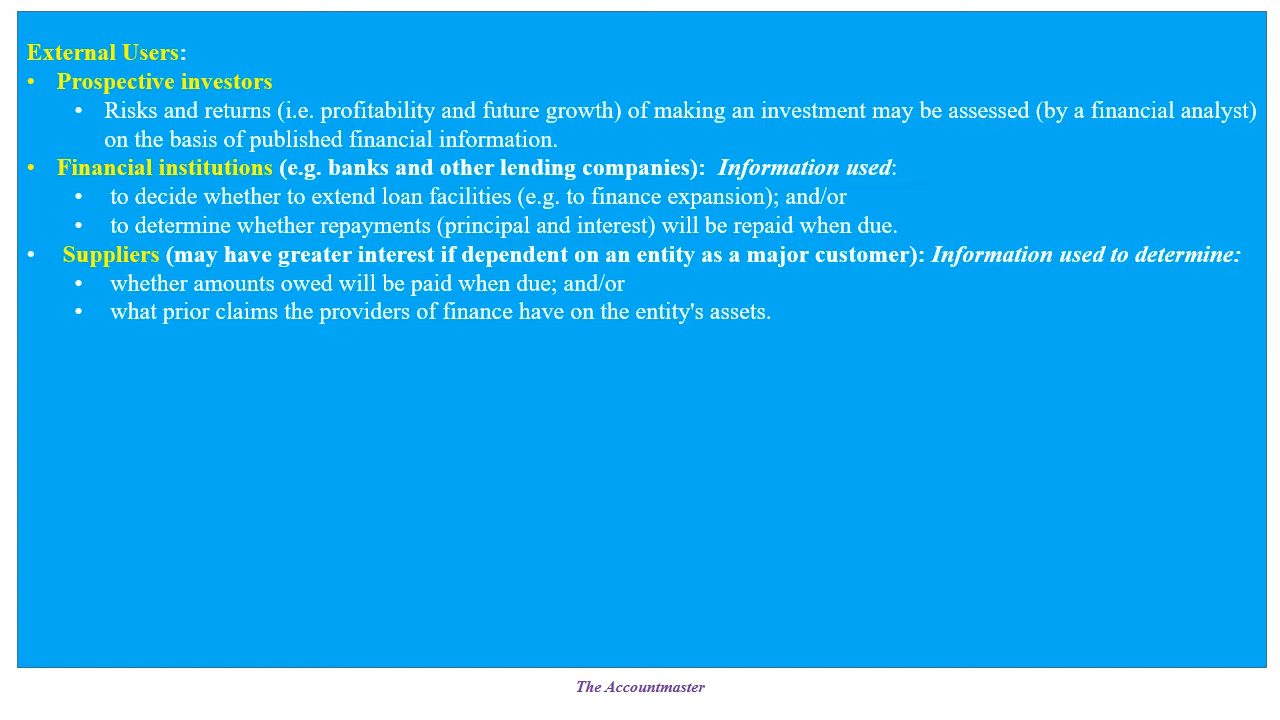 External Users:
• Prospective investors
• Risks and returns (i.e. profitability and future growth) of making an investment may be assessed (by a financial analyst)
on the basis of published financial information.
• Financial institutions (e.g. banks and other lending companies): Information used:
• to decide whether to extend loan facilities (e.g. to finance expansion); and/or
• to determine whether repayments (principal and interest) will be repaid when due.
• Suppliers (may have greater interest if dependent on an entity as a major customer): Information used to determine:
• whether amounts owed will be paid when due; and/or
• what prior claims the providers of finance have on the entity's assets.
The Accountmaster